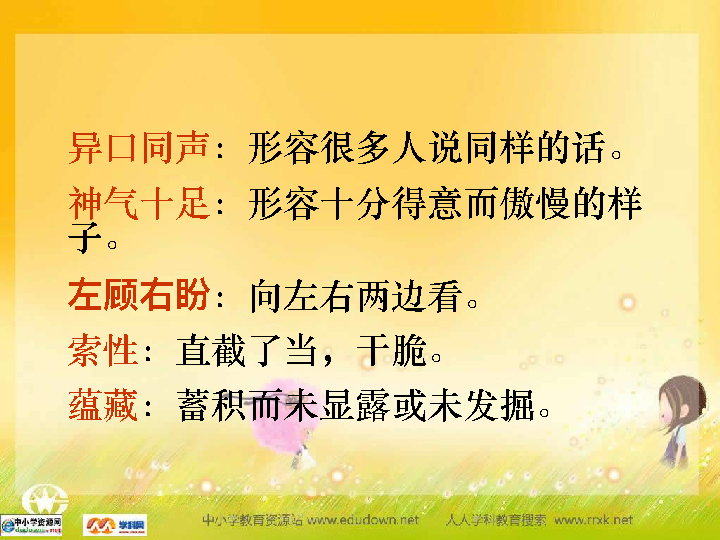 异口同声：形容很多人说同样的话。
神气十足：形容十分得意而傲慢的样
子。
左顾右盼：向左右两边看。
索性：直截了当，干脆。
蕴藏：蓄积而未显露或未发掘。
中小学资源网
学科网
中小学教育资源站 www.edudown.net 人人学科教育搜索 www.rrxk.net